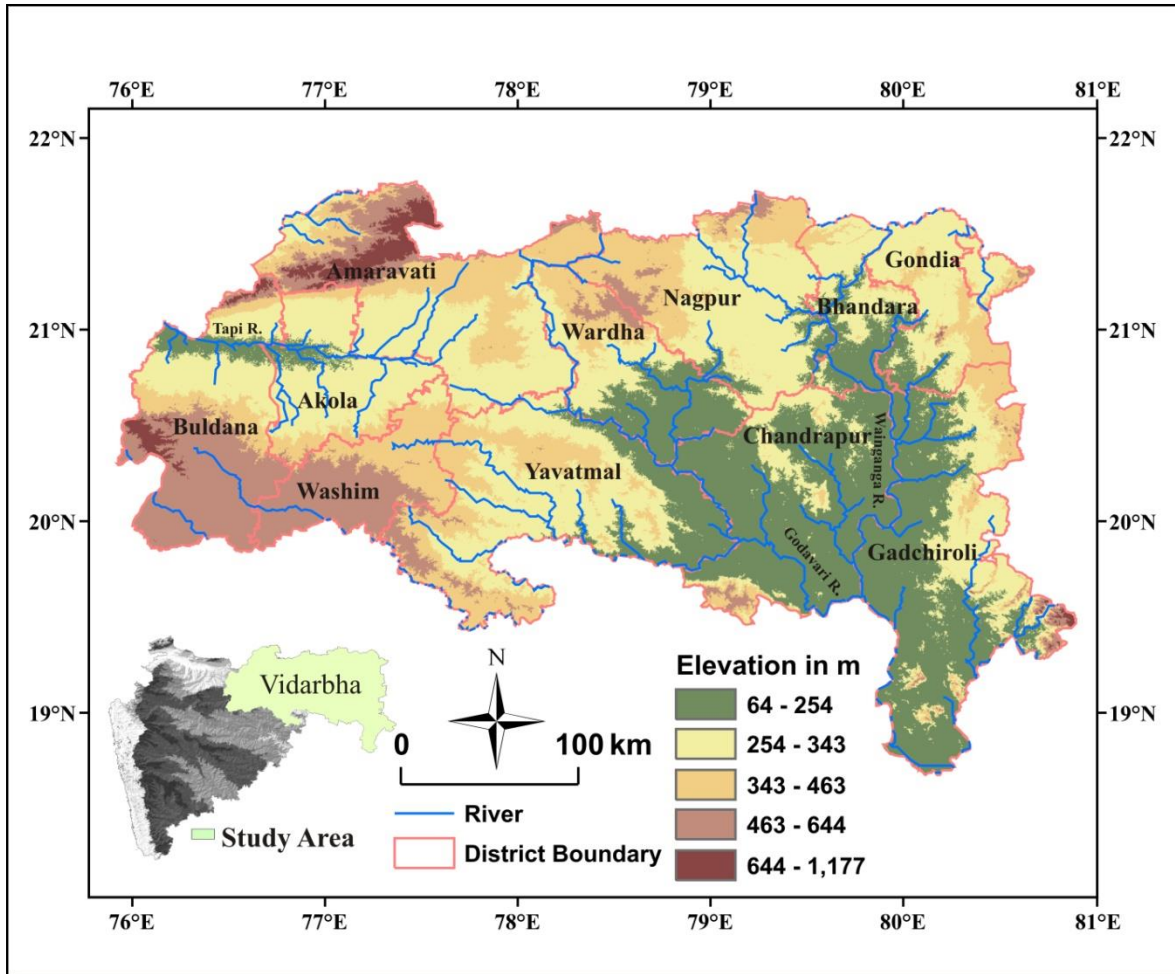 76°E 77°E 78°E 79°E 80°E 81°E
22°N 22°N
Gondia
Amaravati
Nagpur
Bhandara
21°N 21°N
Tapi R.
Wardha
Akola
Buldana
Chandrapur
Wainganga R.
Yavatmal
Washim
20°N 20°N
Godavari R.
Gadchiroli
Vidarbha
N
Elevation in m
64 - 254
19°N 19°N
0 100 km
254 - 343
343 - 463
River
Study Area
463 - 644
District Boundary
644 - 1,177
76°E 77°E 78°E 79°E 80°E 81°E